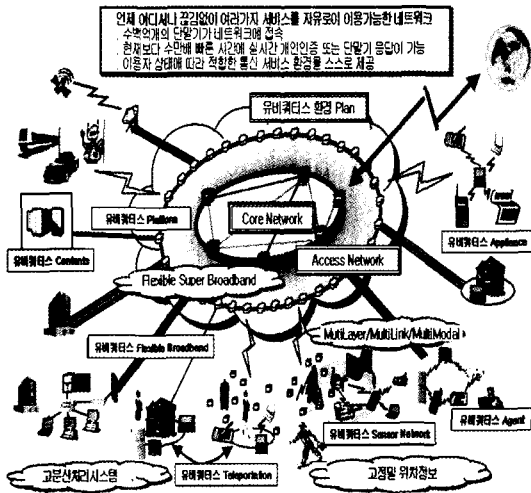 언제 어디세나 끊김없이 여러가지 서비스를 자유로이 이용가능한 네트워크
. 수백억개의 단말기가 네트워크에 접속
. 현재보다 수만배 빠른 시간에 실시간 개인인증 또는 단말기 응답이 가능
. 이용자 상태에 따라 적합한 통신 서비스 환경을 스스로 제공
유비쿼터스 환경 Plan
유비쿼터스 Platform
Core Network
유비쿼터스 Appliance
유비쿼터스 Contents
Access Network
Flexible Super Broadband
MutiLayer/MultiLink/MultiModal
유비쿼터스 Flexible Broadband
유비쿼터스 Agent
유비쿼터스 Sensor Network
고분산처리시스템
유비쿼터스 Teleportation
고정밀 위치정보